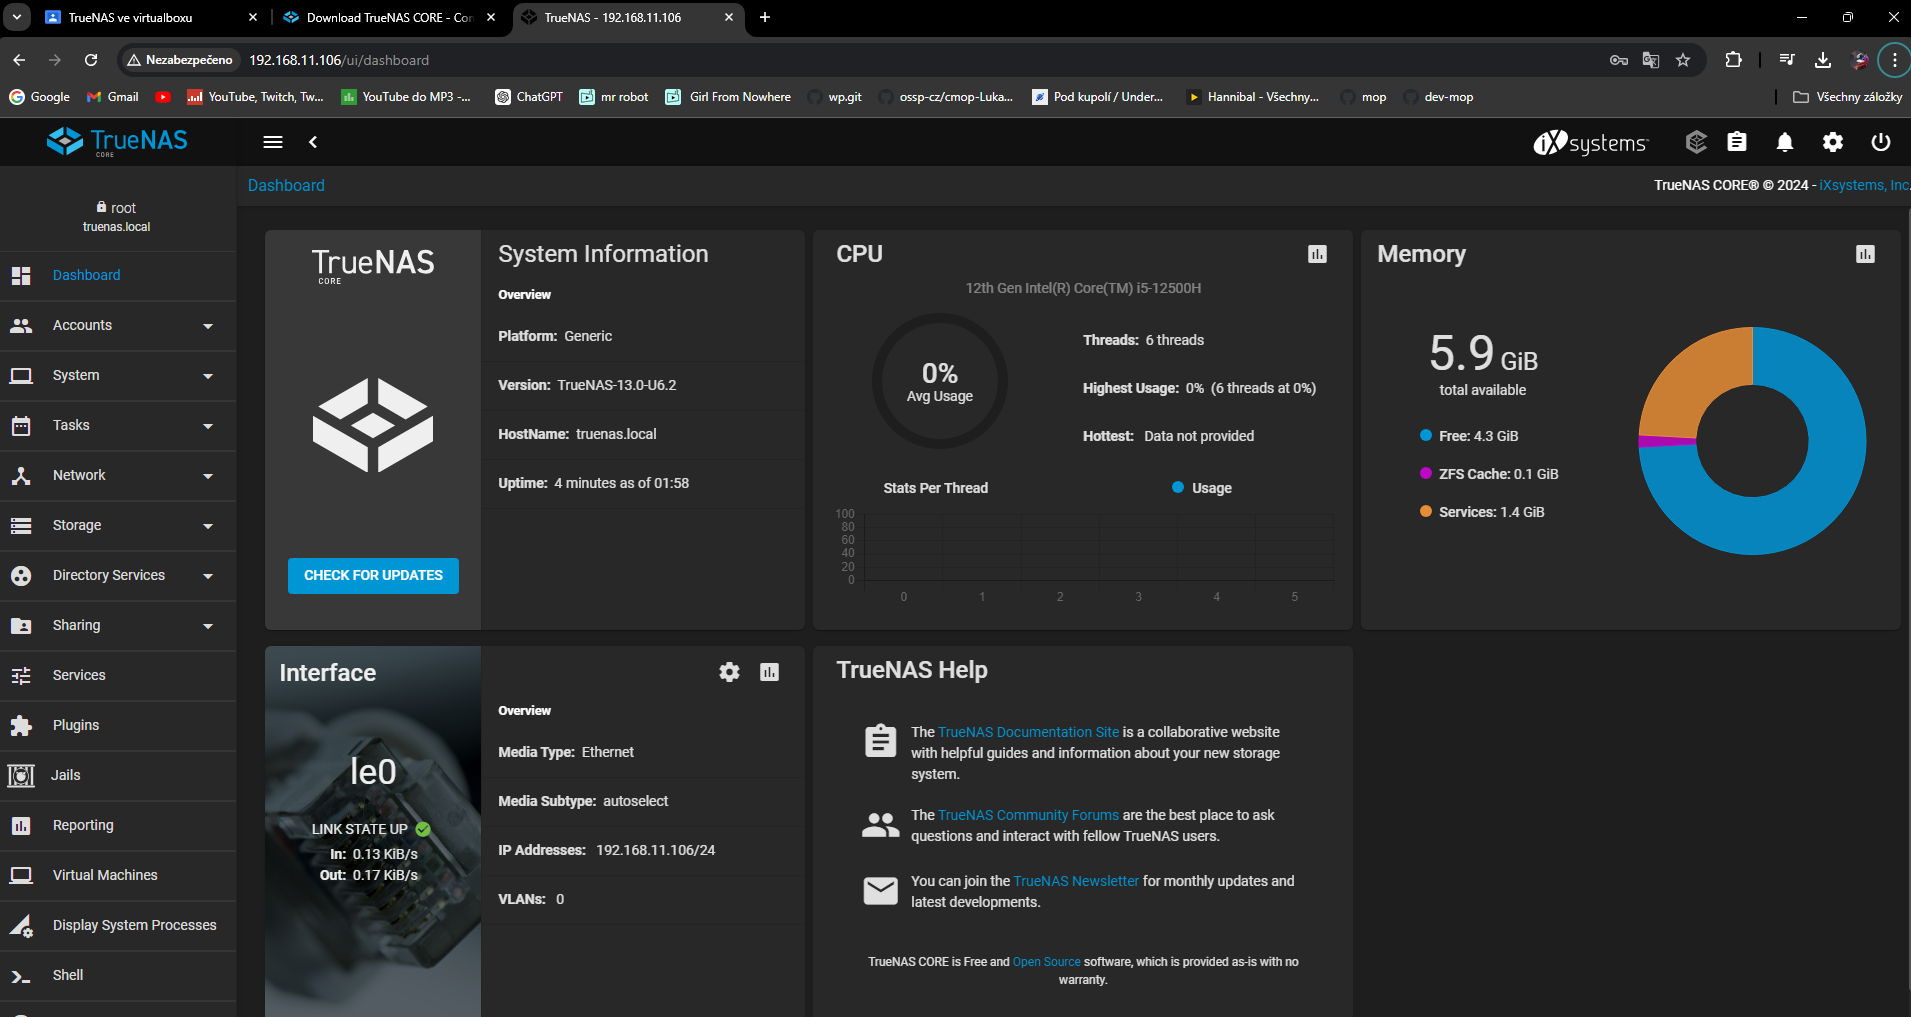 TrueNAS ve virtualboxu
Download TrueNAS CORE - Cor
TrueNAS - 192.168.11.106
Nezabezpečeno
192.168.11.106/ui/dashboard
Google
Gmail
YouTube, Twitch, Tw...
YouTube do MP3 -...
ChatGPT
mr robot
Girl From Nowhere
wp.git
ossp-cz/cmop-Luka...
Pod kupolí / Under...
Hannibal - Všechny...
mop
dev-mop
Všechny záložky
TrueNAS
CORE
iXsystems
Dashboard
TrueNAS CORE® © 2024 - iXsystems, Inc.
root
truenas.local
Dashboard
Accounts
System
Tasks
Network
Storage
Directory Services
Sharing
Services
Plugins
Jails
Reporting
Virtual Machines
Display System Processes
Shell
TrueNAS
CORE
CHECK FOR UPDATES
System Information
Overview
Platform: Generic
Version: TrueNAS-13.0-U6.2
HostName: truenas.local
Uptime: 4 minutes as of 01:58
CPU
12th Gen Intel(R) Core(TM) i5-12500H
0%
Avg Usage
Threads: 6 threads
Highest Usage: 0% (6 threads at 0%)
Hottest: Data not provided
Stats Per Thread
Usage
100
80
60
40
20
0
0 1 2 3 4 5
Memory
5.9 GiB
total available
Free: 4.3 GiB
ZFS Cache: 0.1 GiB
Services: 1.4 GiB
Interface
le0
LINK STATE UP
In: 0.13 KiB/s
Out: 0.17 KiB/s
Overview
Media Type: Ethernet
Media Subtype: autoselect
IP Addresses: 192.168.11.106/24
VLANs: 0
TrueNAS Help
The TrueNAS Documentation Site is a collaborative website
with helpful guides and information about your new storage
system.
The TrueNAS Community Forums are the best place to ask
questions and interact with fellow TrueNAS users.
You can join the TrueNAS Newsletter for monthly updates and
latest developments.
TrueNAS CORE is Free and Open Source software, which is provided as-is with no
warranty.